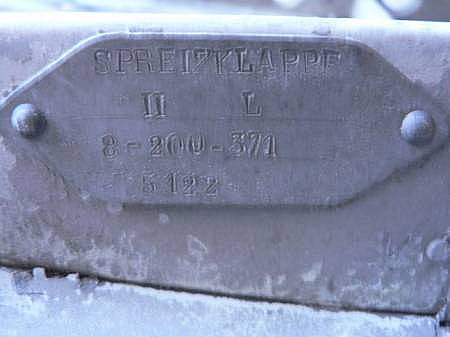 SPREIZKLAPPE
II L
8-200-371
5122